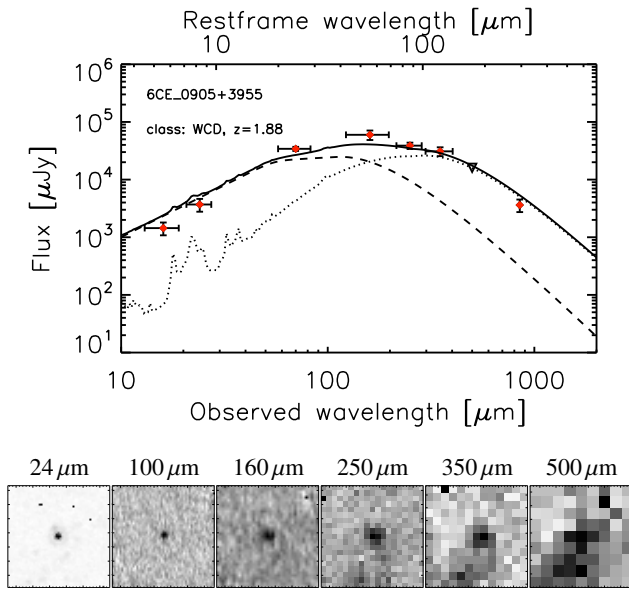 Restframe wavelength [μm]
10 100
10⁶
6CE_0905+3955
10⁵
class: WCD, z=1.88
10⁴
Flux [μJy]
10³
10²
10¹
10 100 1000
Observed wavelength [μm]
24 μm 100 μm 160 μm 250 μm 350 μm 500 μm